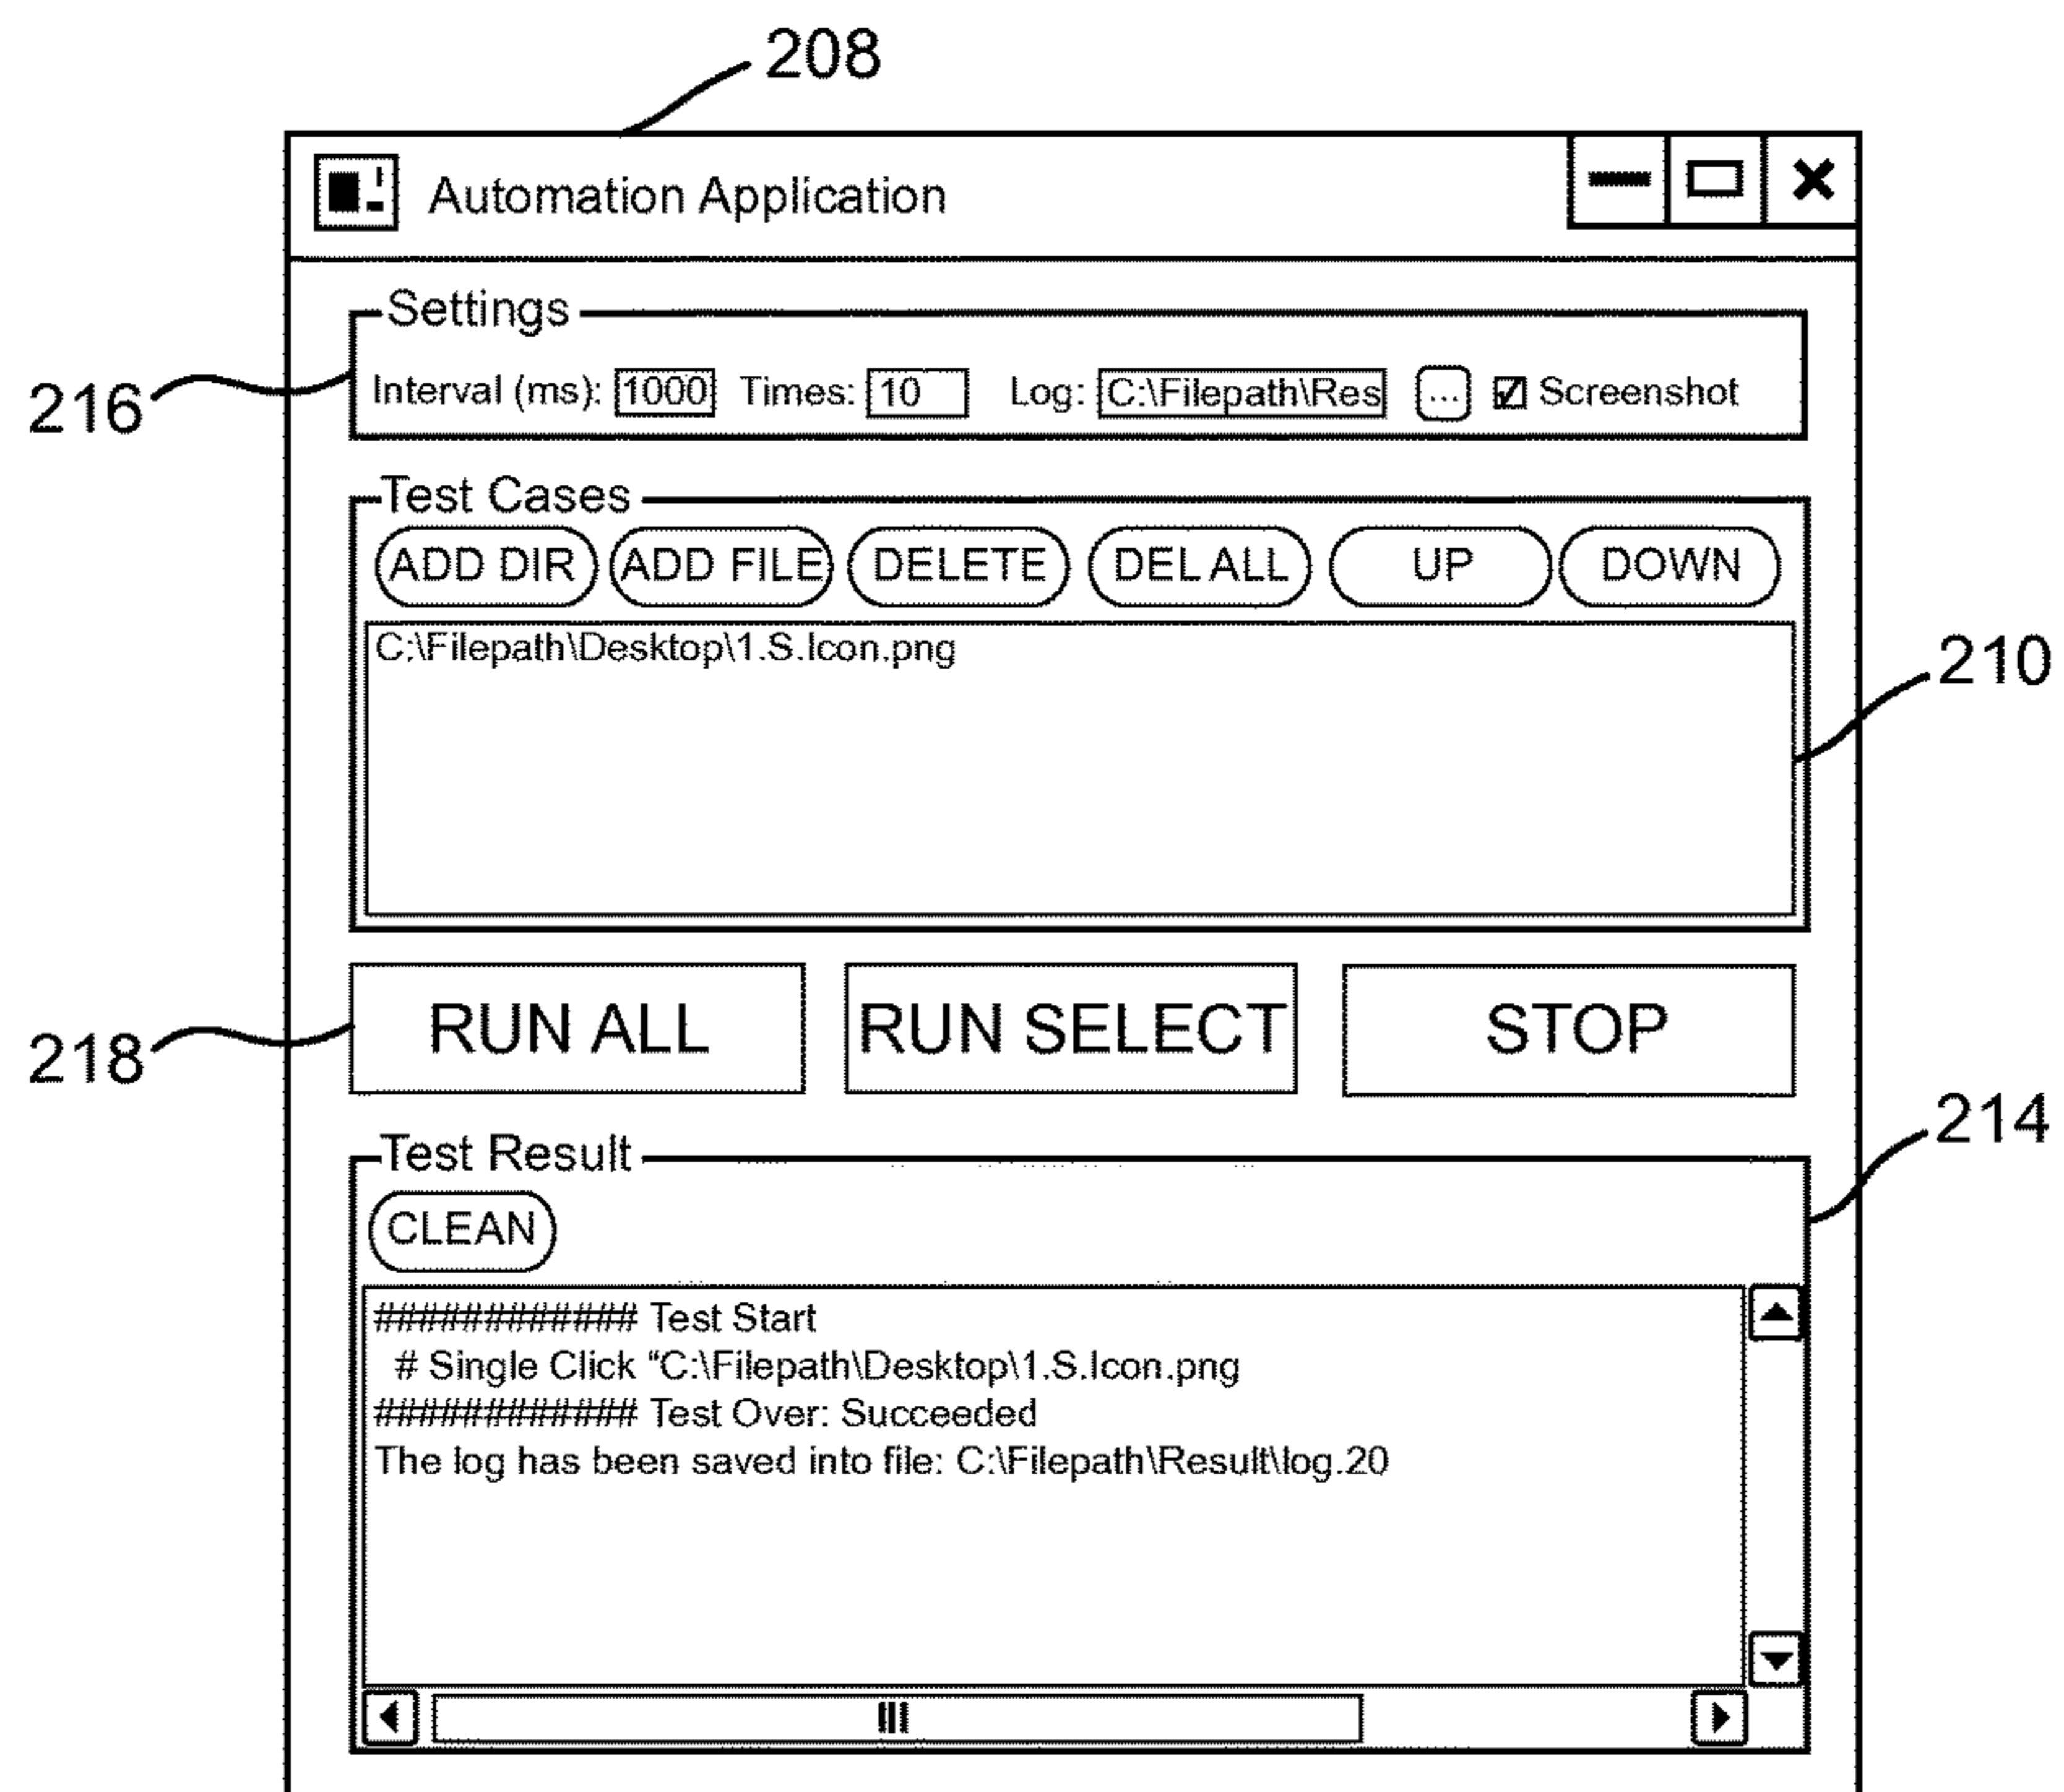 208
Automation Application
Settings
216
Interval (ms): 1000 Times: 10 Log: C:\Filepath\Res ... Screenshot
Test Cases
ADD DIR ADD FILE DELETE DEL ALL UP DOWN
C:\Filepath\Desktop\1.S.Icon.png
210
RUN ALL RUN SELECT STOP
218
214
Test Result
CLEAN
############ Test Start
# Single Click “C:\Filepath\Desktop\1.S.Icon.png
############ Test Over: Succeeded
The log has been saved into file: C:\Filepath\Result\log.20